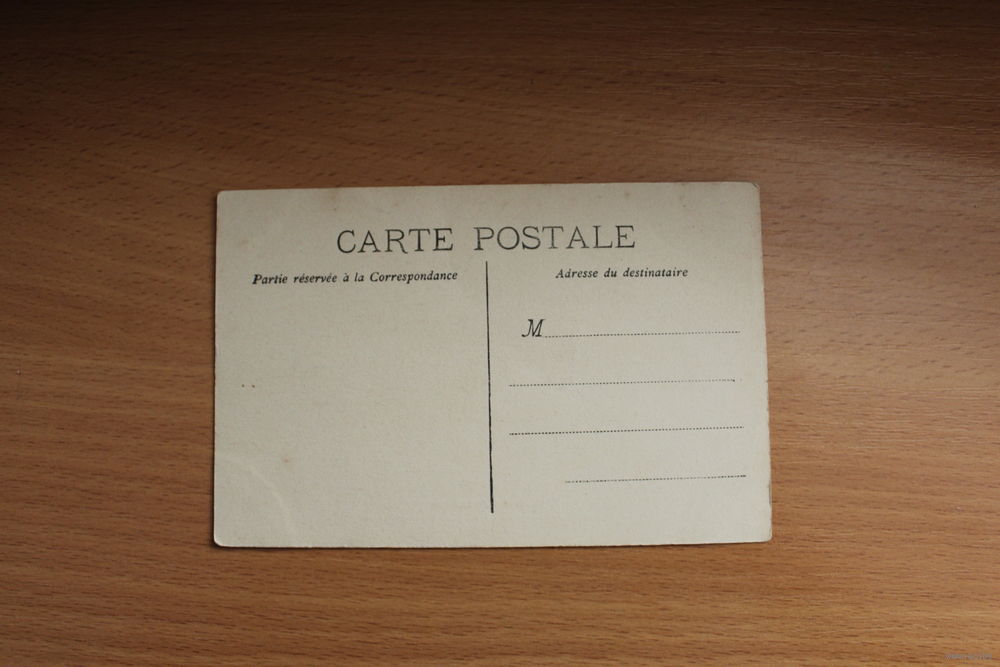 CARTE POSTALE
Partie réservée à la Correspondance
Adresse du destinataire
M